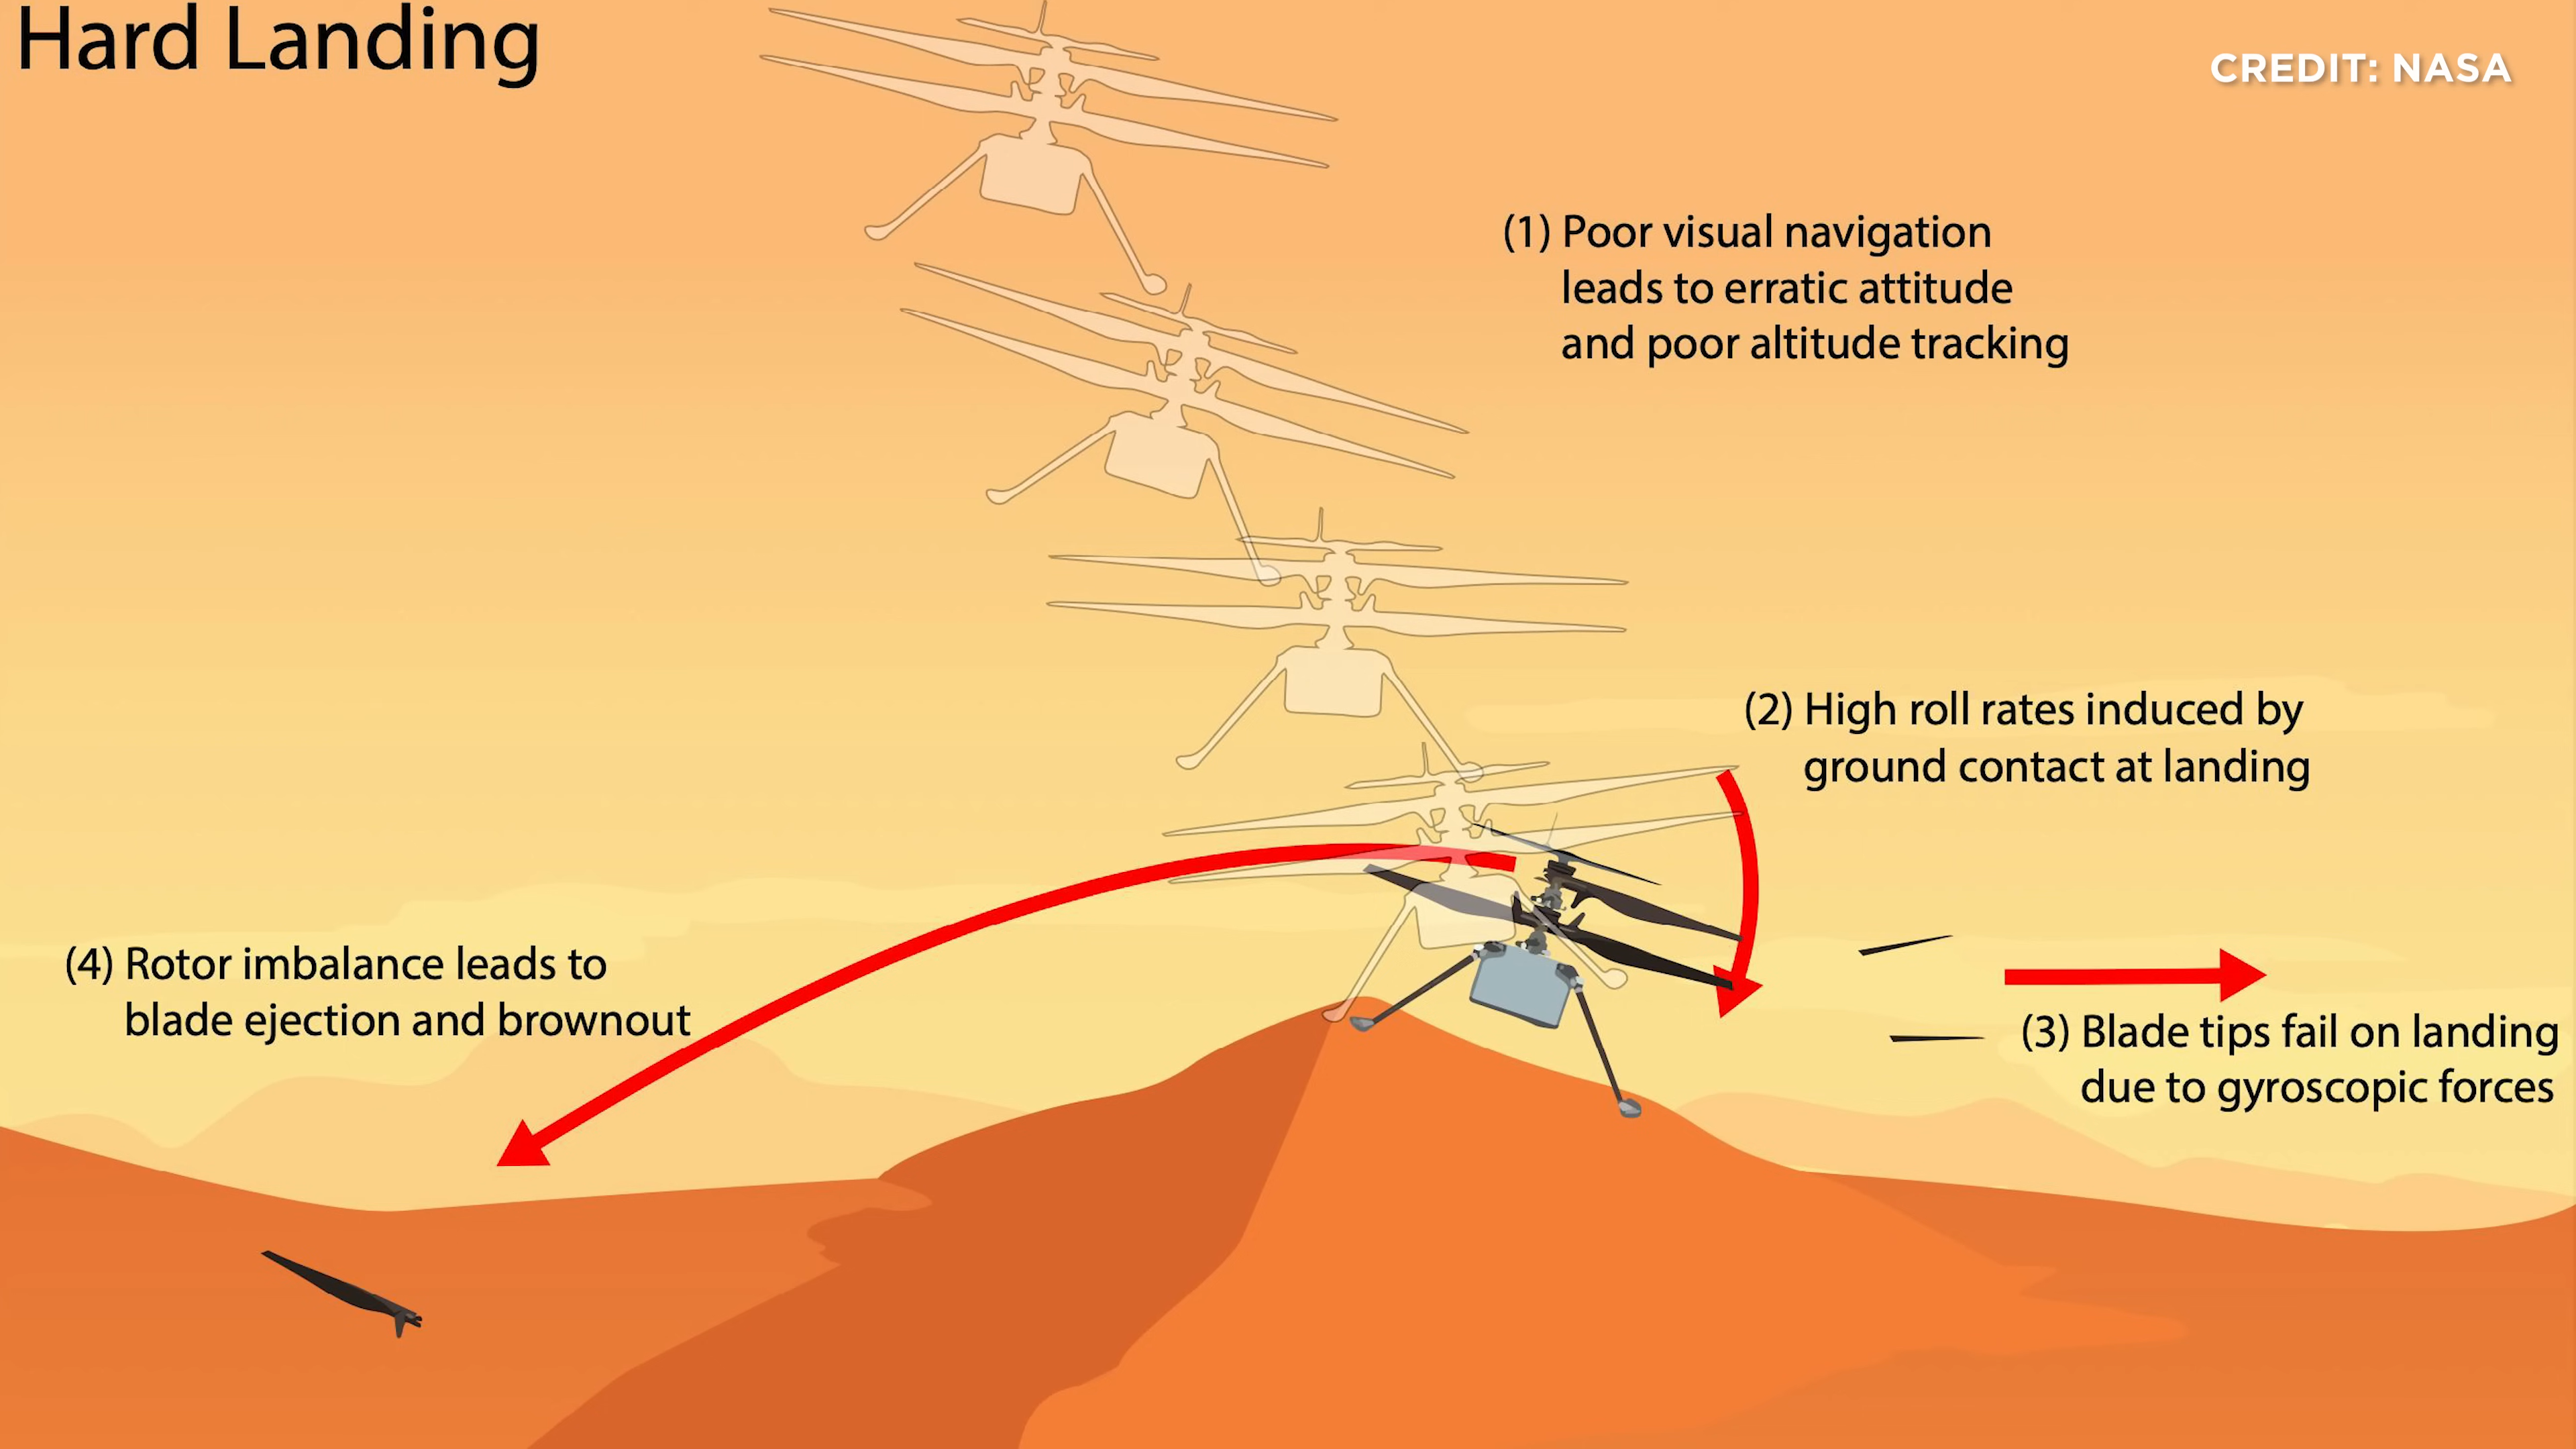 Hard Landing
CREDIT: NASA
(1) Poor visual navigation
leads to erratic attitude
and poor altitude tracking
(2) High roll rates induced by
ground contact at landing
(4) Rotor imbalance leads to
blade ejection and brownout
(3) Blade tips fail on landing
due to gyroscopic forces